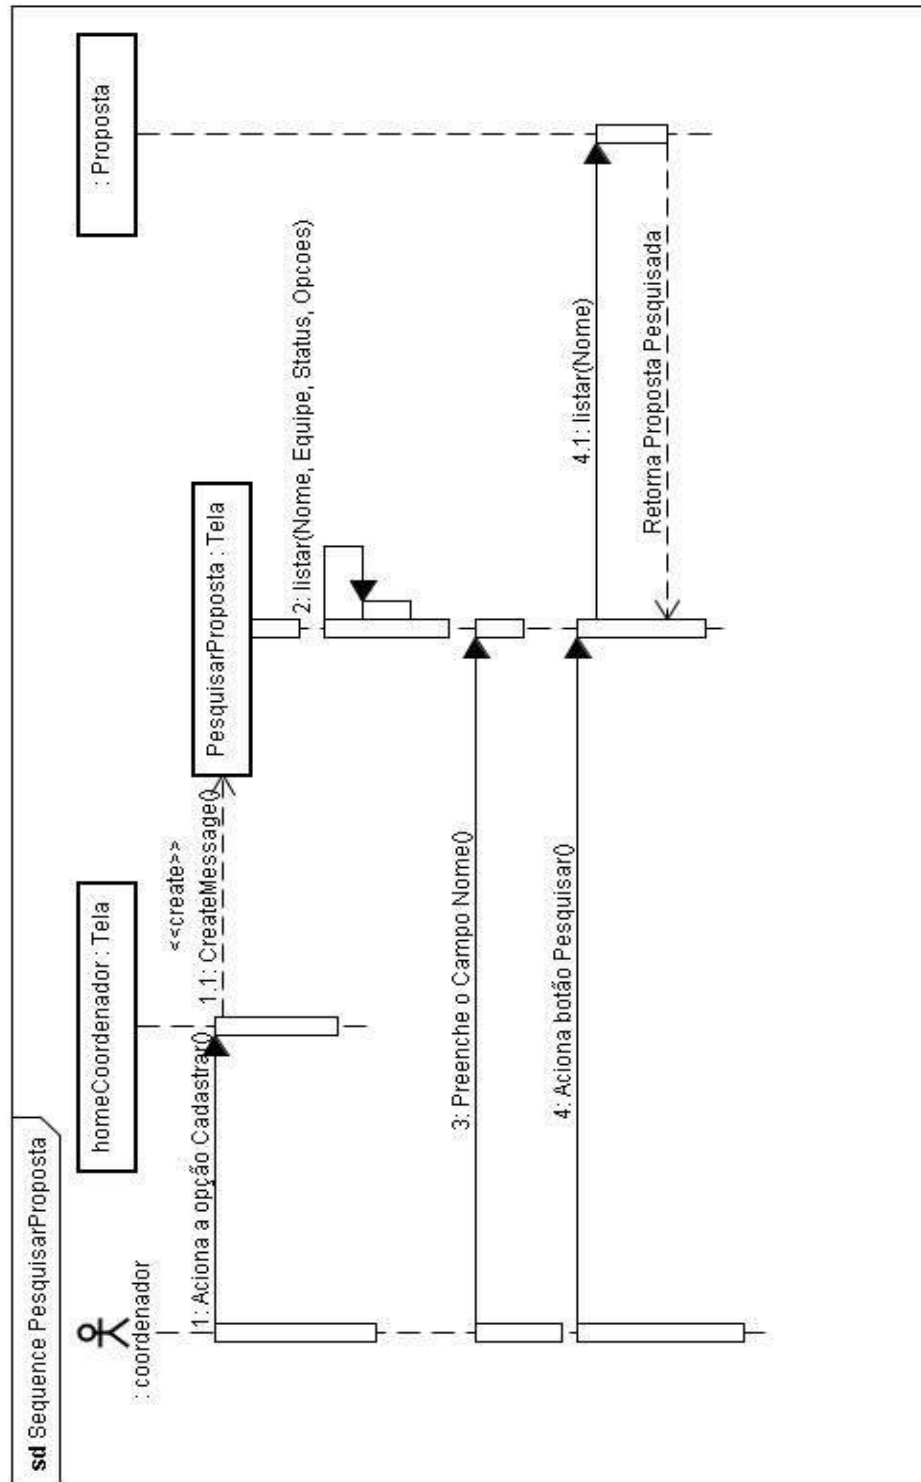 sd Sequence PesquisarProposta
: coordenador
homeCoordenador : Tela
PesquisarProposta : Tela
: Proposta
1: Aciona a opção Cadastrar()
<<create>>
1.1: CreateMessage()
2: listar(Nome, Equipe, Status, Opcoes)
3: Preenche o Campo Nome()
4: Aciona botão Pesquisar()
4.1: listar(Nome)
Retorna Proposta Pesquisada